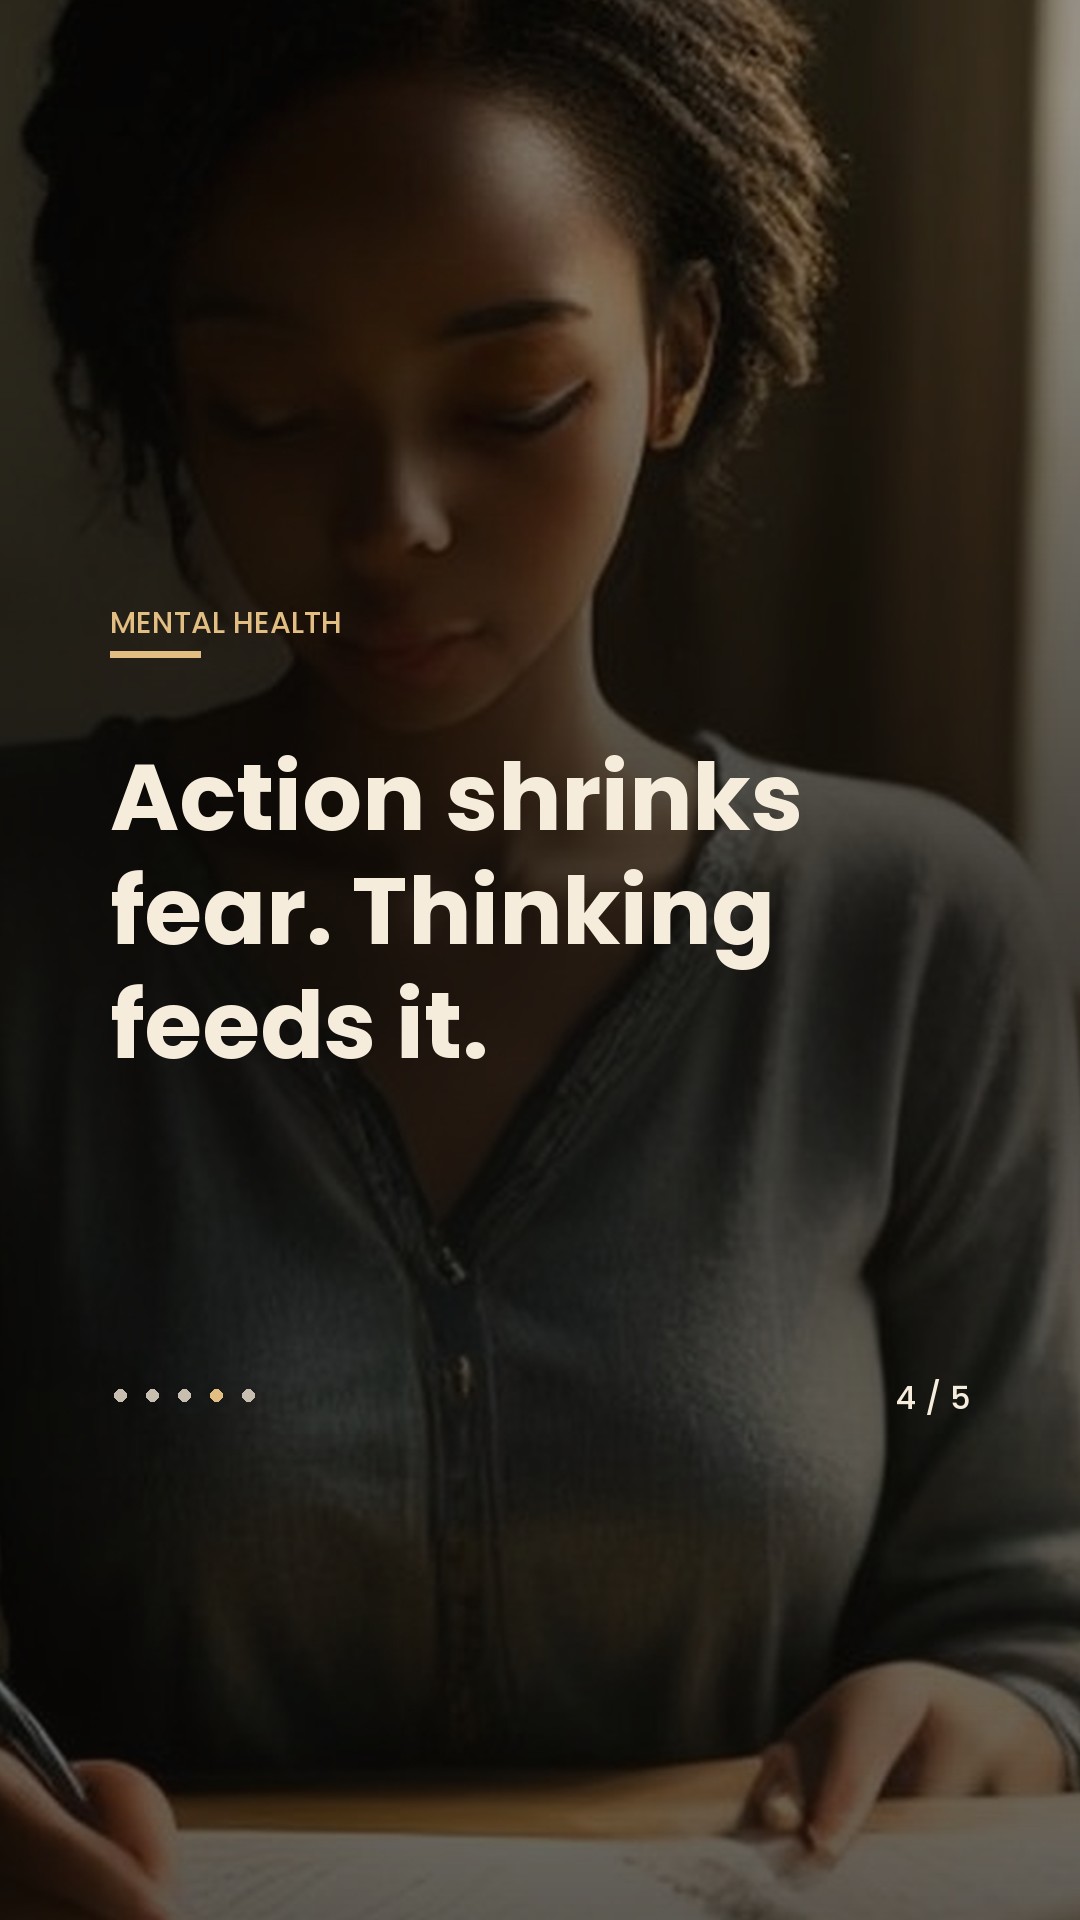 MENTAL HEALTH
Action shrinks
fear. Thinking
feeds it.
4 / 5